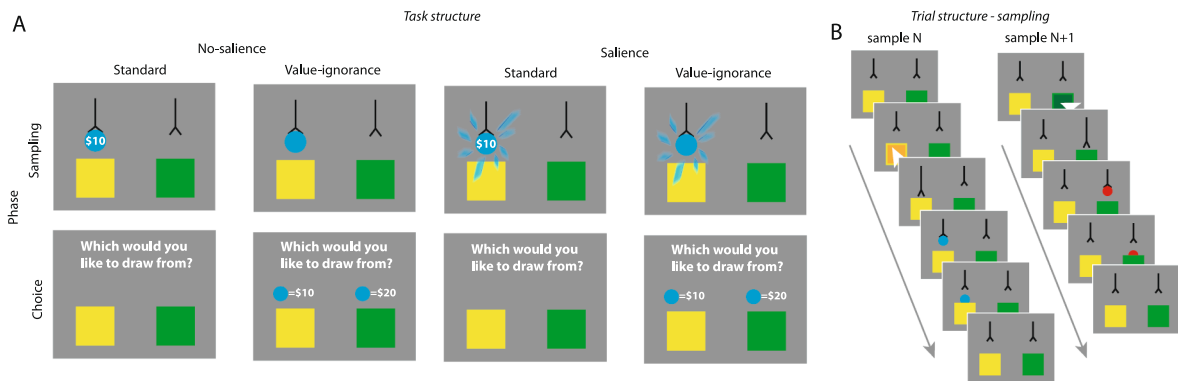 A
Task structure
No-salience
Salience
Standard
Value-ignorance
Standard
Value-ignorance
Phase
Sampling
$10
$10
Choice
Which would you
like to draw from?
Which would you
like to draw from?
=$10
=$20
Which would you
like to draw from?
Which would you
like to draw from?
=$10
=$20
B
Trial structure - sampling
sample N
sample N+1